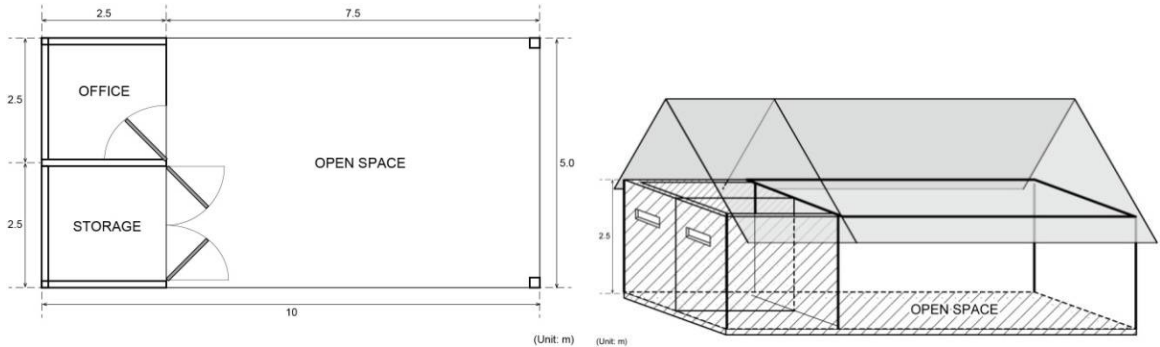 2.5
7.5
2.5
OFFICE
OPEN SPACE
5.0
2.5
STORAGE
10
(Unit: m)
2.5
OPEN SPACE
(Unit: m)